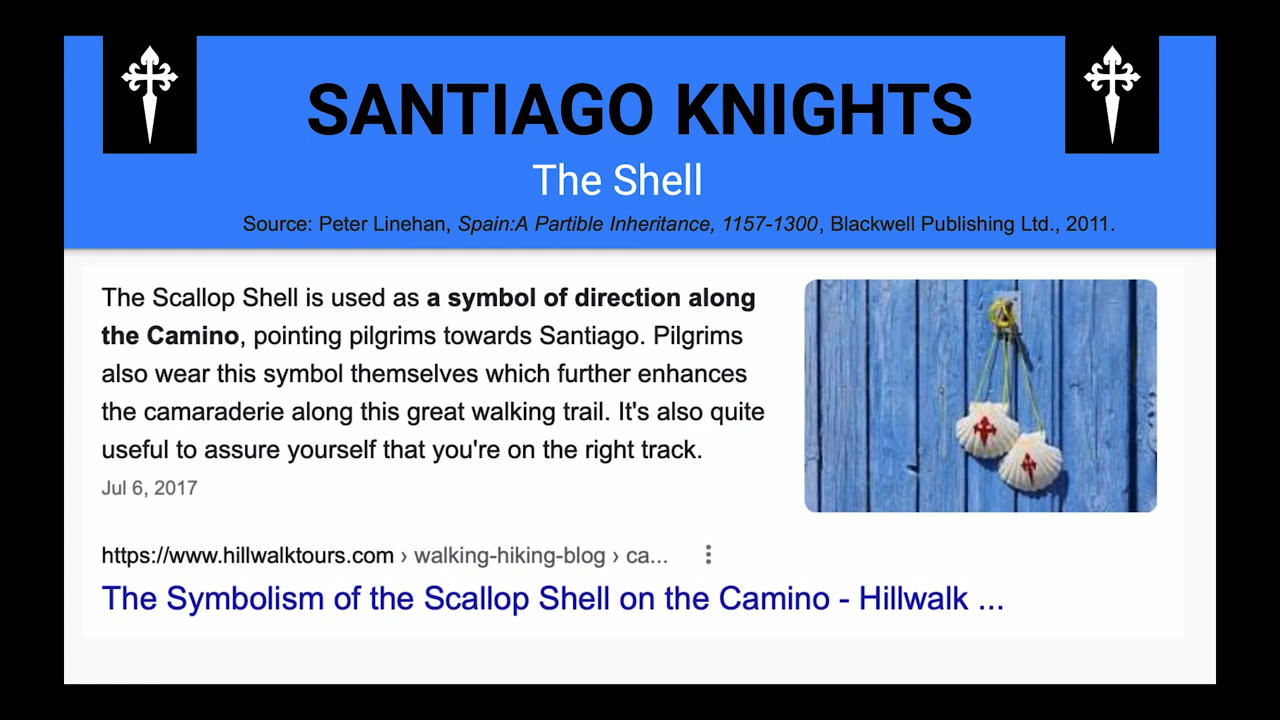 SANTIAGO KNIGHTS
The Shell
Source: Peter Linehan, Spain:A Partible Inheritance, 1157-1300, Blackwell Publishing Ltd., 2011.
The Scallop Shell is used as a symbol of direction along
the Camino, pointing pilgrims towards Santiago. Pilgrims
also wear this symbol themselves which further enhances
the camaraderie along this great walking trail. It's also quite
useful to assure yourself that you're on the right track.
Jul 6, 2017
https://www.hillwalktours.com › walking-hiking-blog › ca...
The Symbolism of the Scallop Shell on the Camino - Hillwalk ...